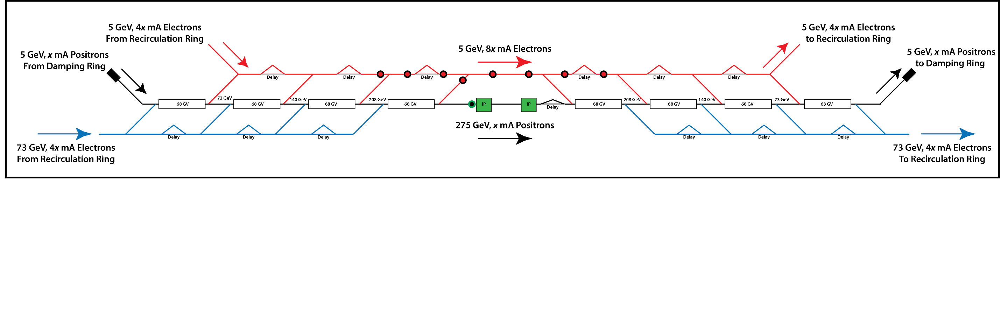 5 GeV, 4x mA Electrons
From Recirculation Ring
5 GeV, 4x mA Electrons
to Recirculation Ring
5 GeV, x mA Positrons
From Damping Ring
5 GeV, 8x mA Electrons
5 GeV, x mA Positrons
to Damping Ring
Delay
Delay
Delay
Delay
Delay
Delay
68 GV
73 GeV
68 GV
140 GeV
68 GV
208 GeV
68 GV
IP
IP
Delay
68 GV
208 GeV
68 GV
140 GeV
68 GV
73 GeV
68 GV
275 GeV, x mA Positrons
Delay
Delay
Delay
Delay
Delay
Delay
73 GeV, 4x mA Electrons
From Recirculation Ring
73 GeV, 4x mA Electrons
To Recirculation Ring